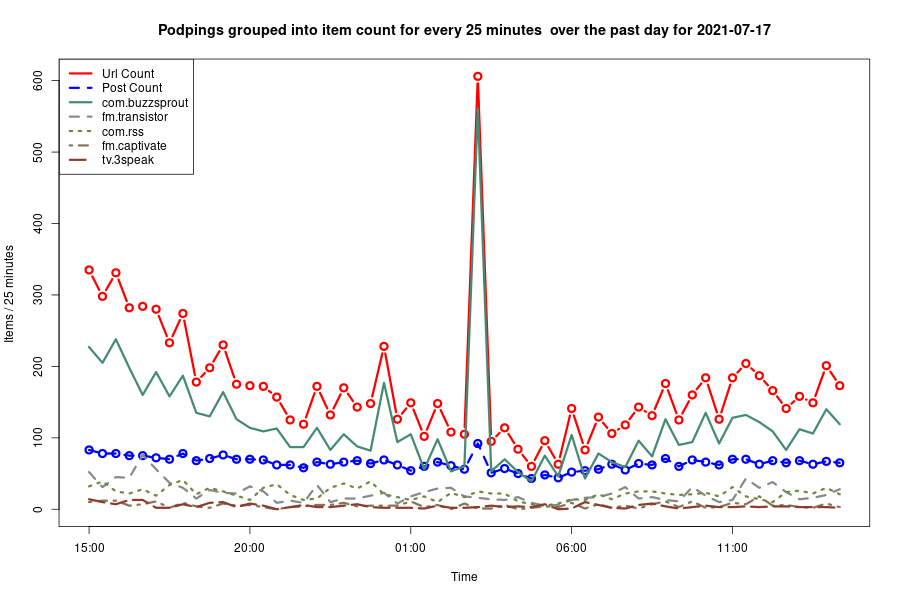 Podpings grouped into item count for every 25 minutes  over the past day for 2021-07-17
Url Count
Post Count
com.buzzsprout
fm.transistor
com.rss
fm.captivate
tv.3speak
Items / 25 minutes
600
500
400
300
200
100
0
15:00 20:00 01:00 06:00 11:00
Time